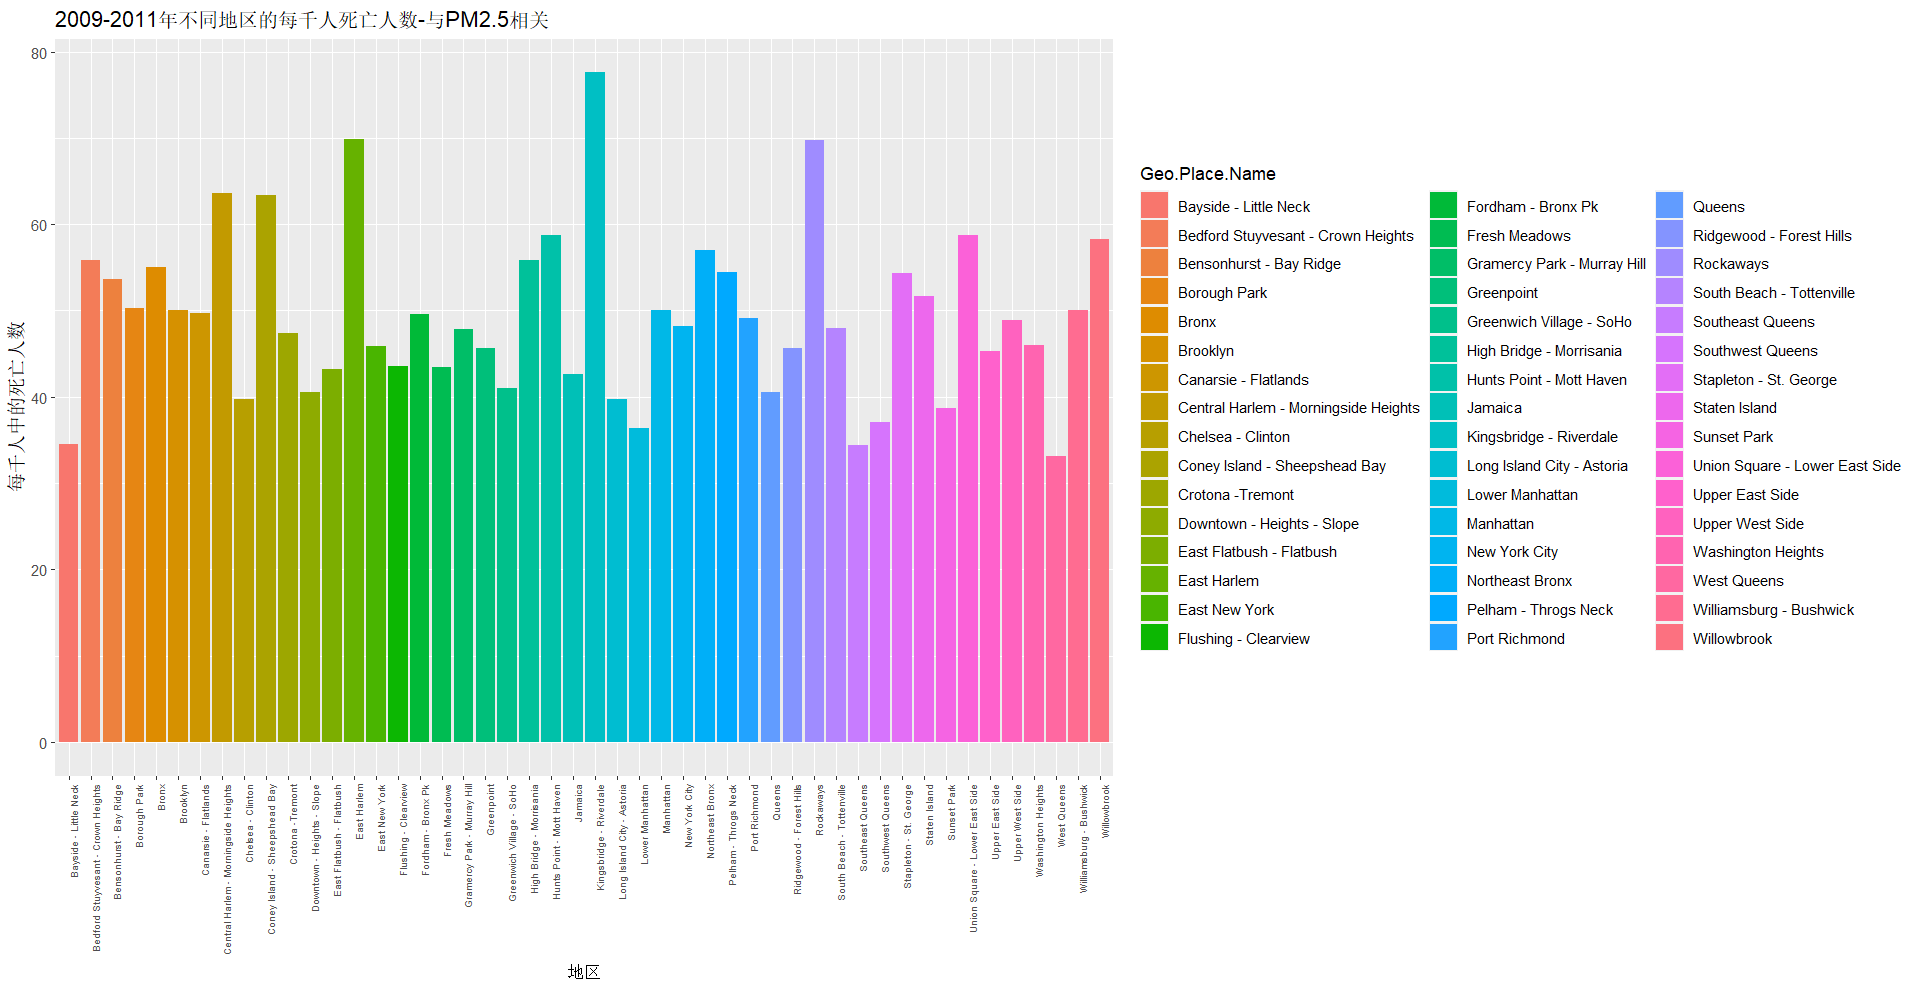 2009-2011年不同地区的每千人死亡人数-与PM2.5相关
每千人中的死亡人数
80
60
40
20
0
Bayside - Little Neck
Bedford Stuyvesant - Crown Heights
Bensonhurst - Bay Ridge
Borough Park
Bronx
Brooklyn
Canarsie - Flatlands
Central Harlem - Morningside Heights
Chelsea - Clinton
Coney Island - Sheepshead Bay
Crotona -Tremont
Downtown - Heights - Slope
East Flatbush - Flatbush
East Harlem
East New York
Flushing - Clearview
Fordham - Bronx Pk
Fresh Meadows
Gramercy Park - Murray Hill
Greenpoint
Greenwich Village - SoHo
High Bridge - Morrisania
Hunts Point - Mott Haven
Jamaica
Kingsbridge - Riverdale
Long Island City - Astoria
Lower Manhattan
Manhattan
New York City
Northeast Bronx
Pelham - Throgs Neck
Port Richmond
Queens
Ridgewood - Forest Hills
Rockaways
South Beach - Tottenville
Southeast Queens
Southwest Queens
Stapleton - St. George
Staten Island
Sunset Park
Union Square - Lower East Side
Upper East Side
Upper West Side
Washington Heights
West Queens
Williamsburg - Bushwick
Willowbrook
地区
Geo.Place.Name
Bayside - Little Neck
Bedford Stuyvesant - Crown Heights
Bensonhurst - Bay Ridge
Borough Park
Bronx
Brooklyn
Canarsie - Flatlands
Central Harlem - Morningside Heights
Chelsea - Clinton
Coney Island - Sheepshead Bay
Crotona -Tremont
Downtown - Heights - Slope
East Flatbush - Flatbush
East Harlem
East New York
Flushing - Clearview
Fordham - Bronx Pk
Fresh Meadows
Gramercy Park - Murray Hill
Greenpoint
Greenwich Village - SoHo
High Bridge - Morrisania
Hunts Point - Mott Haven
Jamaica
Kingsbridge - Riverdale
Long Island City - Astoria
Lower Manhattan
Manhattan
New York City
Northeast Bronx
Pelham - Throgs Neck
Port Richmond
Queens
Ridgewood - Forest Hills
Rockaways
South Beach - Tottenville
Southeast Queens
Southwest Queens
Stapleton - St. George
Staten Island
Sunset Park
Union Square - Lower East Side
Upper East Side
Upper West Side
Washington Heights
West Queens
Williamsburg - Bushwick
Willowbrook